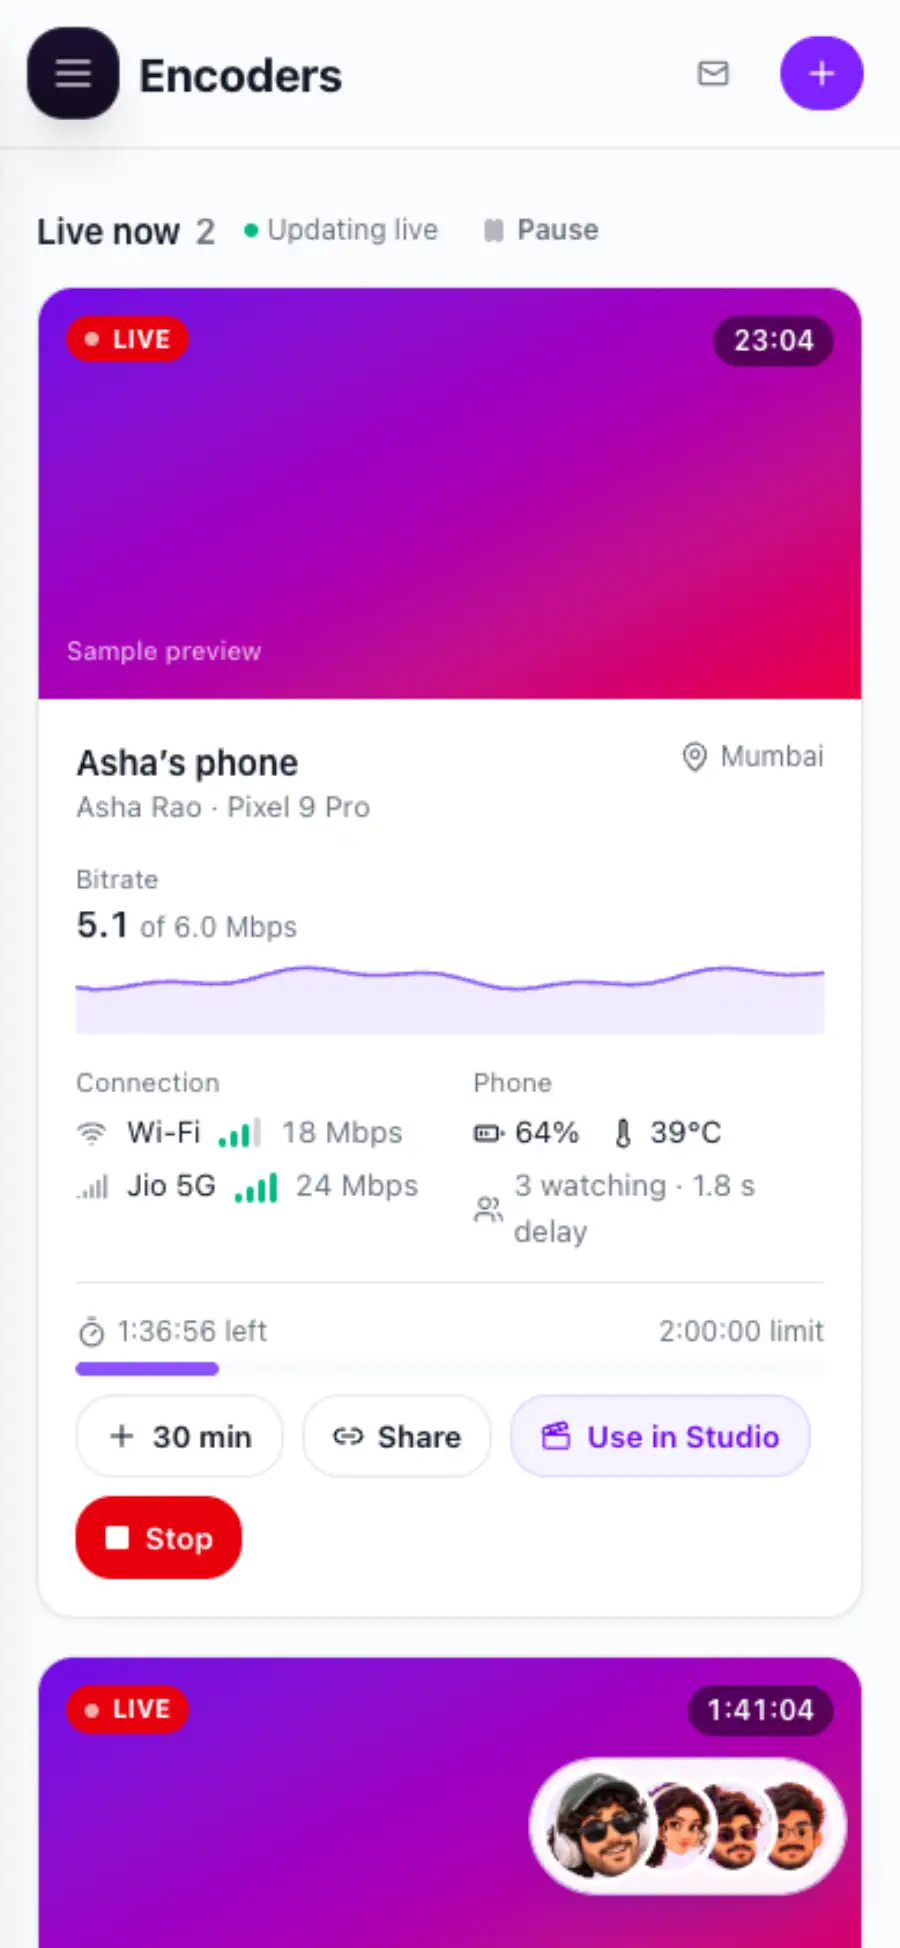 Encoders
Live now 2 Updating live Pause
LIVE 23:04
Sample preview
Asha’s phone Mumbai
Asha Rao · Pixel 9 Pro
Bitrate
5.1 of 6.0 Mbps
Connection
Wi-Fi 18 Mbps
Jio 5G 24 Mbps
Phone
64% 39°C
3 watching · 1.8 s
delay
1:36:56 left 2:00:00 limit
+ 30 min Share Use in Studio
Stop
LIVE 1:41:04